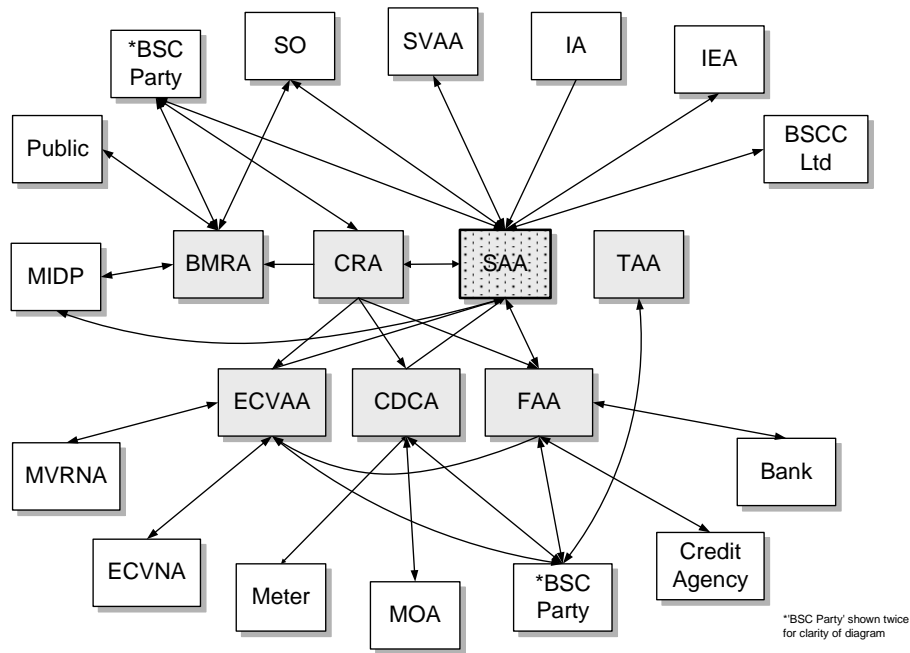 *BSC
Party
SO
SVAA
IA
IEA
Public
BSCC
Ltd
MIDP
BMRA
CRA
SAA
TAA
ECVAA
CDCA
FAA
MVRNA
Bank
ECVNA
Meter
MOA
*BSC
Party
Credit
Agency
*'BSC Party' shown twice
for clarity of diagram